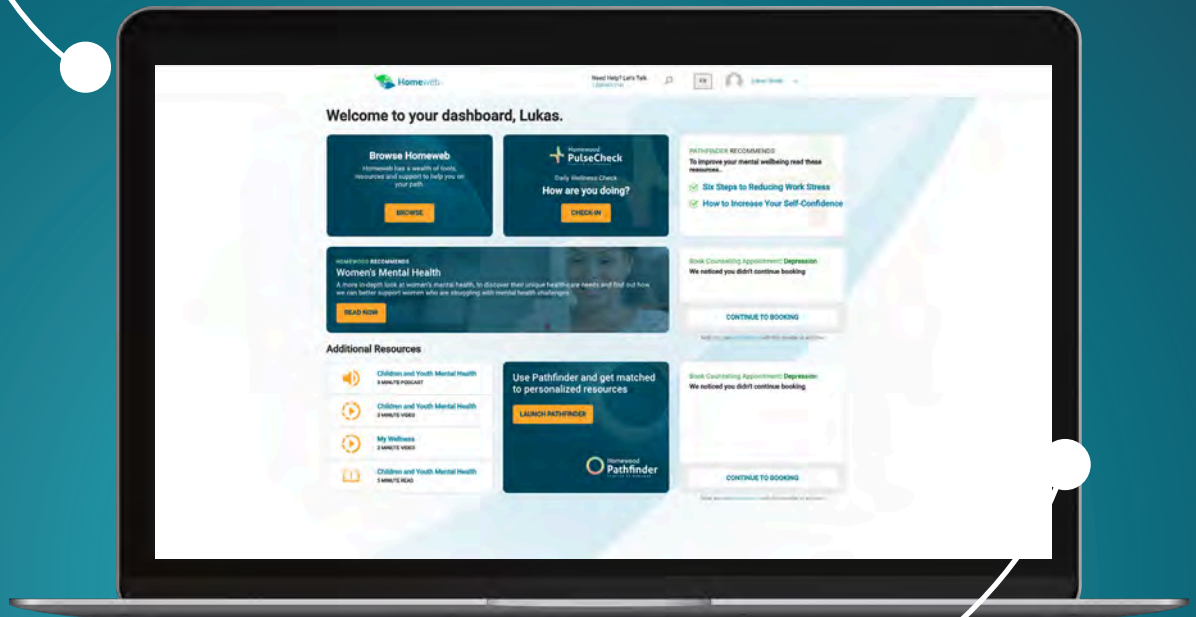 Homeweb
Need Help? Let's Talk
Welcome to your dashboard, Lukas.
Browse Homeweb
Homeweb has a wealth of tools,
resources and support to help you on
your path.
BROWSE
Homewood
PulseCheck
Daily Wellness Check
How are you doing?
CHECK-IN
PATHFINDER RECOMMENDS
To improve your mental wellbeing read these
resources..
Six Steps to Reducing Work Stress
How to Increase Your Self-Confidence
HOMEWOOD RECOMMENDS
Women's Mental Health
A more in-depth look at women's mental health, to discover their unique health-care needs and find out how
we can better support women who are struggling with mental health challenges
READ NOW
Book Counselling Appointment: Depression
We noticed you didn't continue booking
CONTINUE TO BOOKING
Additional Resources
Children and Youth Mental Health
3 MINUTE PODCAST
Children and Youth Mental Health
3 MINUTE VIDEO
My Wellness
3 MINUTE VIDEO
Children and Youth Mental Health
5 MINUTE READ
Use Pathfinder and get matched
to personalized resources
LAUNCH PATHFINDER
Homewood
Pathfinder
Book Counselling Appointment: Depression
We noticed you didn't continue booking
CONTINUE TO BOOKING